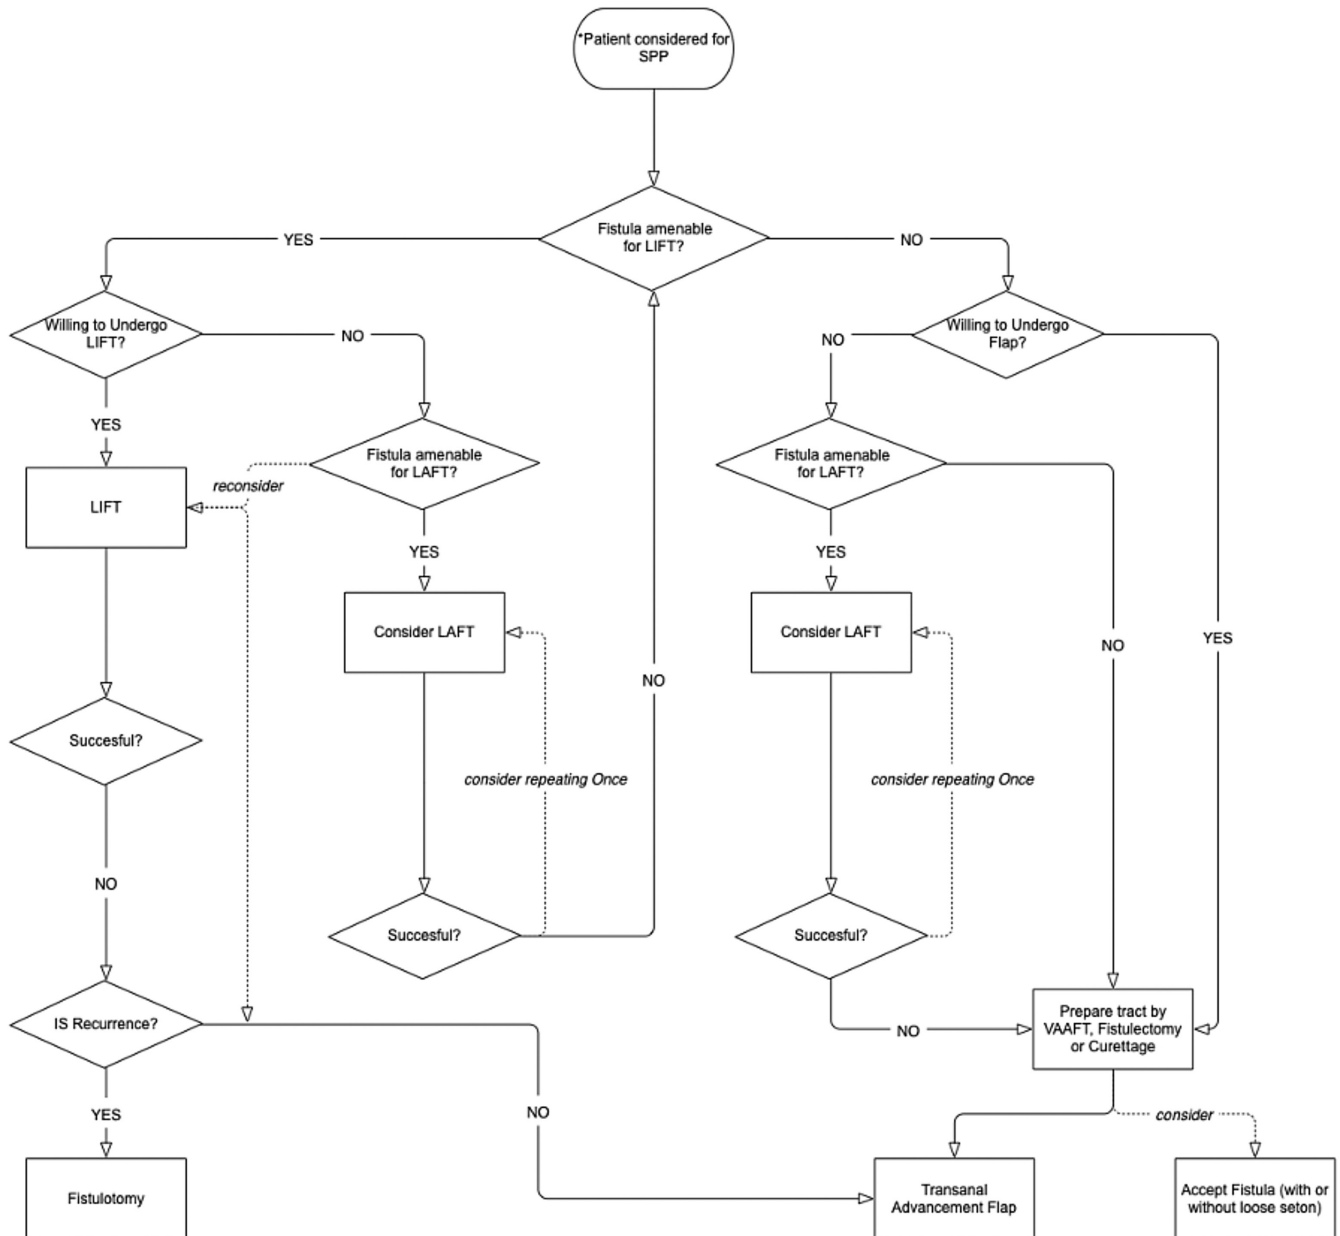 *Patient considered for
SPP
Fistula amenable
for LIFT?
YES
NO
Willing to Undergo
LIFT?
NO
YES
Willing to Undergo
Flap?
NO
YES
Fistula amenable
for LAFT?
reconsider
YES
Fistula amenable
for LAFT?
YES
NO
LIFT
Consider LAFT
consider repeating Once
NO
Consider LAFT
consider repeating Once
Succesful?
NO
Succesful?
Succesful?
NO
IS Recurrence?
YES
NO
Prepare tract by
VAAFT, Fistulectomy
or Curettage
consider
Fistulotomy
Transanal
Advancement Flap
Accept Fistula (with or
without loose seton)